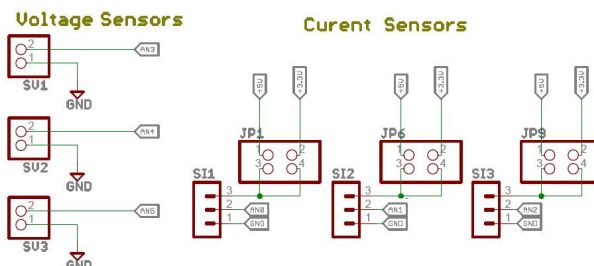 Voltage Sensors
Curent Sensors
2
1
SV1
AN3
GND
2
1
SV2
AN4
GND
2
1
SV3
AN5
GND
+5V
+3.3V
JP1
1
2
3
4
SI1
3
2
1
AN0
GND
+5V
+3.3V
JP6
1
2
3
4
SI2
3
2
1
AN1
GND
+5V
+3.3V
JP9
1
2
3
4
SI3
3
2
1
AN2
GND